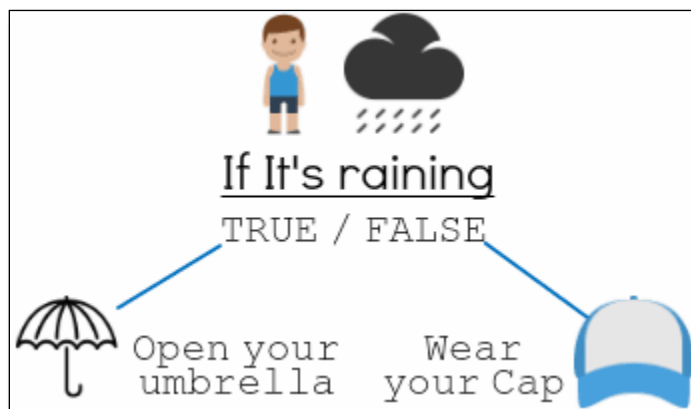 If It's raining
TRUE / FALSE
Open your
umbrella
Wear
your Cap